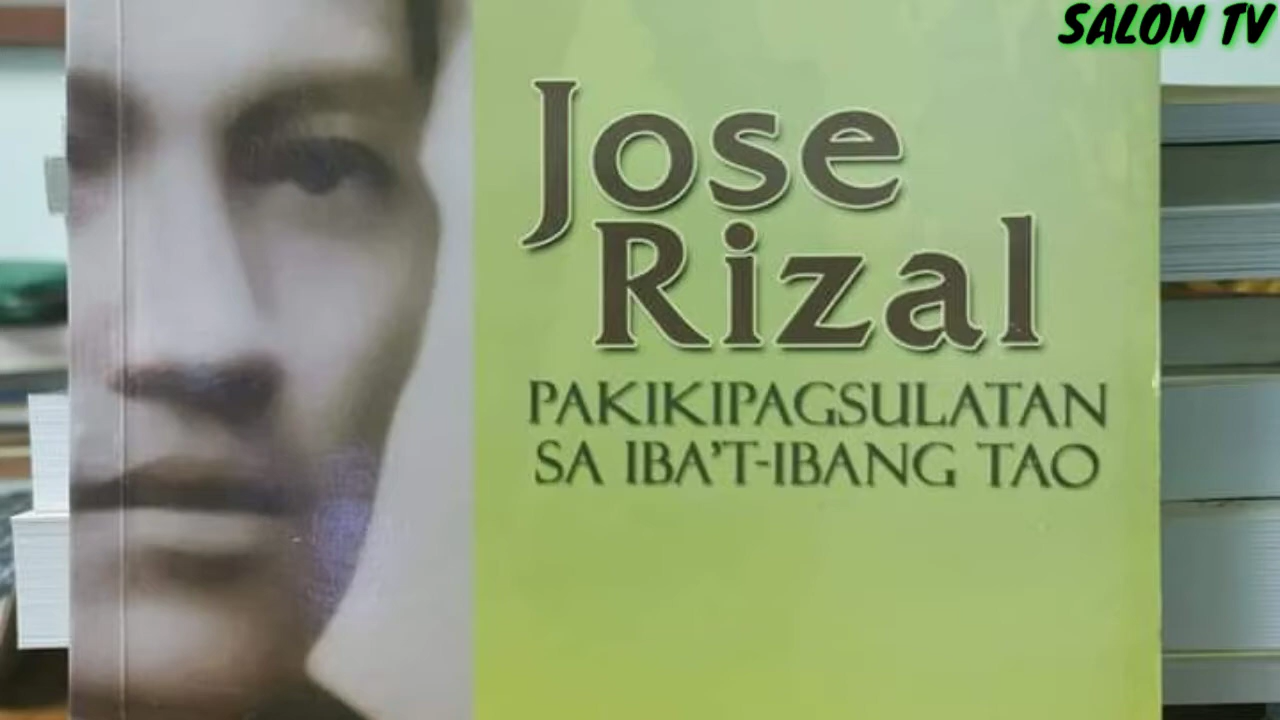 SALON TV
Jose
Rizal
PAKIKIPAGSULATAN
SA IBA'T-IBANG TAO